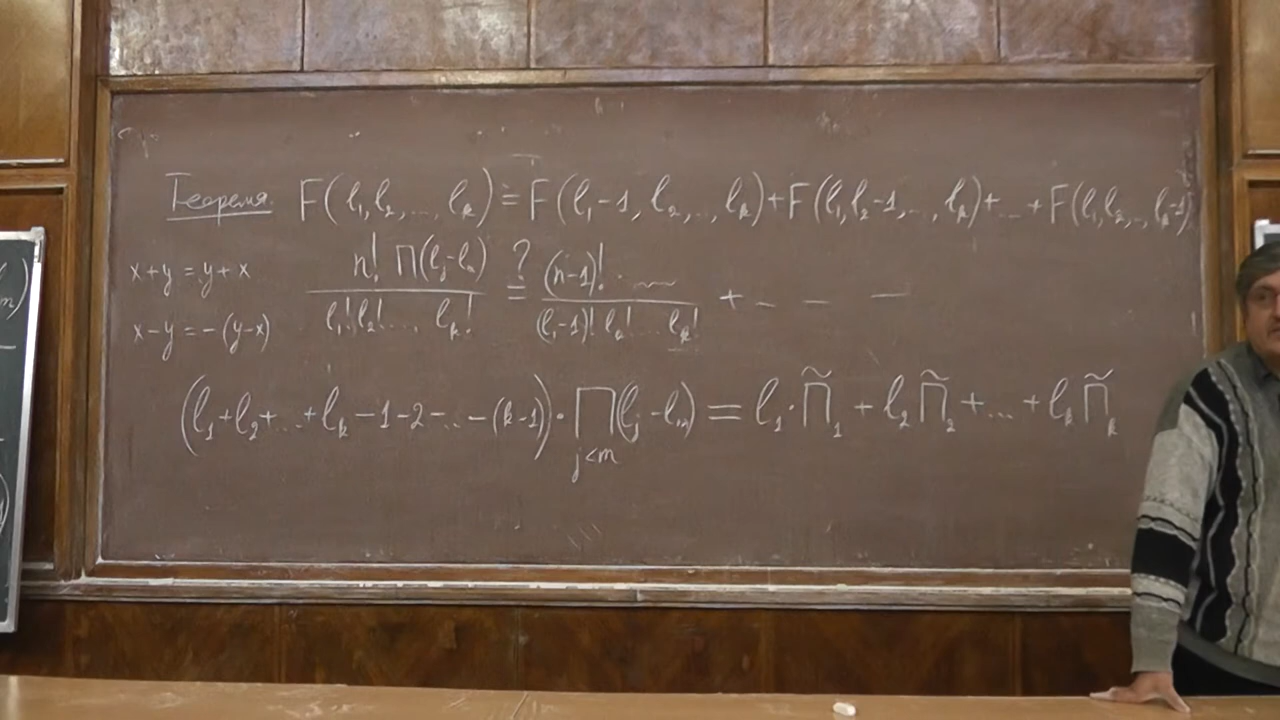 Теорема. F(l₁, l₂, ..., l_k) = F(l₁-1, l₂, .., l_k) + F(l₁, l₂-1, .., l_k) + ... + F(l₁, l₂, .., l_k-1)
x+y = y+x
n! Π(l_j-l_m) / l₁! l₂! ... l_k! ≟ (n-1)! · ... / (l₁-1)! l₂! ... l_k! + – – –
x-y = -(y-x)
(l₁+l₂+...+l_k-1-2-...-(k-1)) · ∏_{j<m} (l_j-l_m) = l₁·Π̃₁ + l₂Π̃₂ + ... + l_kΠ̃_k